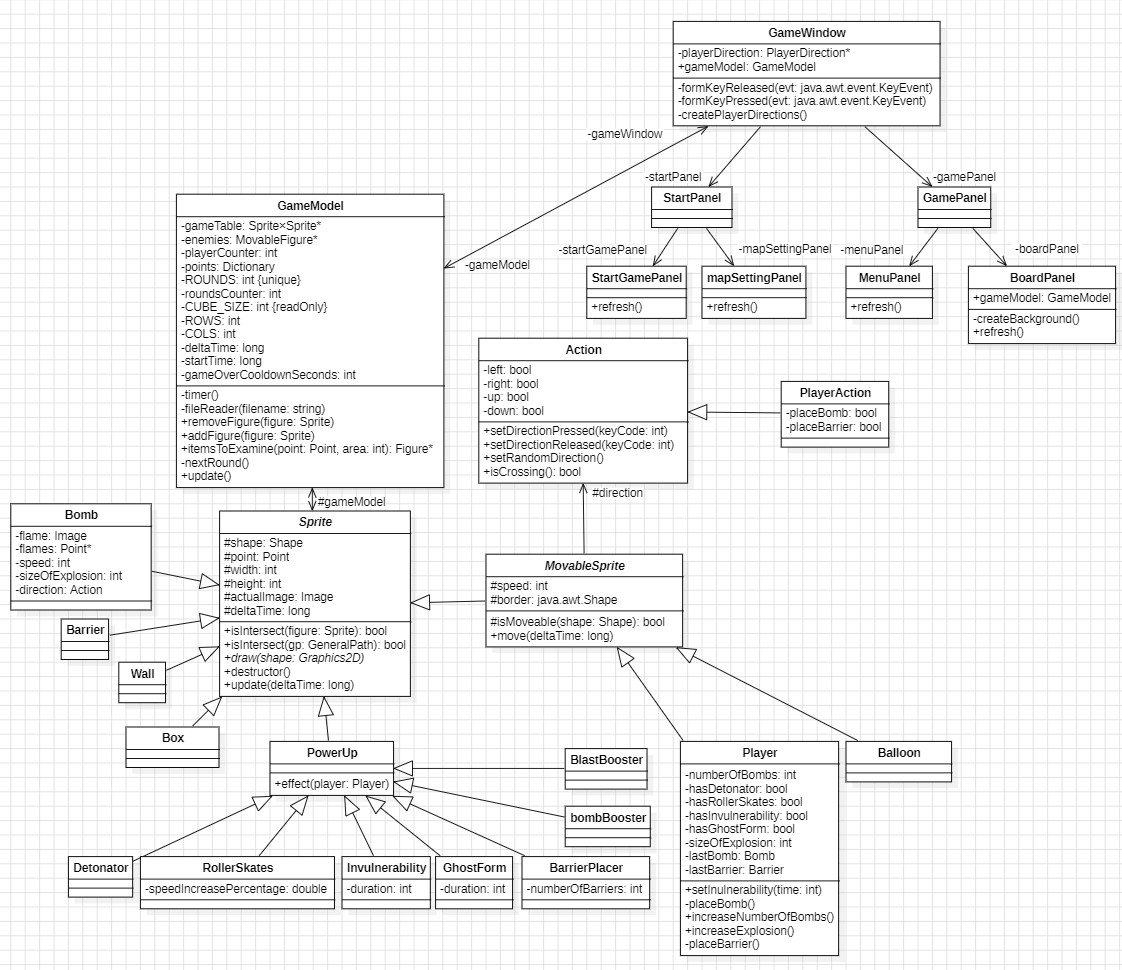 GameWindow
-playerDirection: PlayerDirection*
+gameModel: GameModel
-formKeyReleased(evt: java.awt.event.KeyEvent)
-formKeyPressed(evt: java.awt.event.KeyEvent)
-createPlayerDirections()
-gameWindow
-startPanel
-gamePanel
StartPanel
GamePanel
-gameModel
-startGamePanel
-mapSettingPanel
-menuPanel
-boardPanel
StartGamePanel
+refresh()
mapSettingPanel
+refresh()
MenuPanel
+refresh()
BoardPanel
+gameModel: GameModel
-createBackground()
+refresh()
GameModel
-gameTable: Sprite×Sprite*
-enemies: MovableFigure*
-playerCounter: int
-points: Dictionary
-ROUNDS: int {unique}
-roundsCounter: int
-CUBE_SIZE: int {readOnly}
-ROWS: int
-COLS: int
-deltaTime: long
-startTime: long
-gameOverCooldownSeconds: int
-timer()
-fileReader(filename: string)
+removeFigure(figure: Sprite)
+addFigure(figure: Sprite)
+itemsToExamine(point: Point, area: int): Figure*
-nextRound()
+update()
Action
-left: bool
-right: bool
-up: bool
-down: bool
+setDirectionPressed(keyCode: int)
+setDirectionReleased(keyCode: int)
+setRandomDirection()
+isCrossing(): bool
PlayerAction
-placeBomb: bool
-placeBarrier: bool
#gameModel
#direction
Bomb
-flame: Image
-flames: Point*
-speed: int
-sizeOfExplosion: int
-direction: Action
Sprite
#shape: Shape
#point: Point
#width: int
#height: int
#actualImage: Image
#deltaTime: long
+isIntersect(figure: Sprite): bool
+isIntersect(gp: GeneralPath): bool
+draw(shape: Graphics2D)
+destructor()
+update(deltaTime: long)
MovableSprite
#speed: int
#border: java.awt.Shape
#isMoveable(shape: Shape): bool
+move(deltaTime: long)
Barrier
Wall
Box
PowerUp
+effect(player: Player)
BlastBooster
bombBooster
Player
-numberOfBombs: int
-hasDetonator: bool
-hasRollerSkates: bool
-hasInvulnerability: bool
-hasGhostForm: bool
-sizeOfExplosion: int
-lastBomb: Bomb
-lastBarrier: Barrier
+setInulnerability(time: int)
-placeBomb()
+increaseNumberOfBombs()
+increaseExplosion()
-placeBarrier()
Balloon
Detonator
RollerSkates
-speedIncreasePercentage: double
Invulnerability
-duration: int
GhostForm
-duration: int
BarrierPlacer
-numberOfBarriers: int